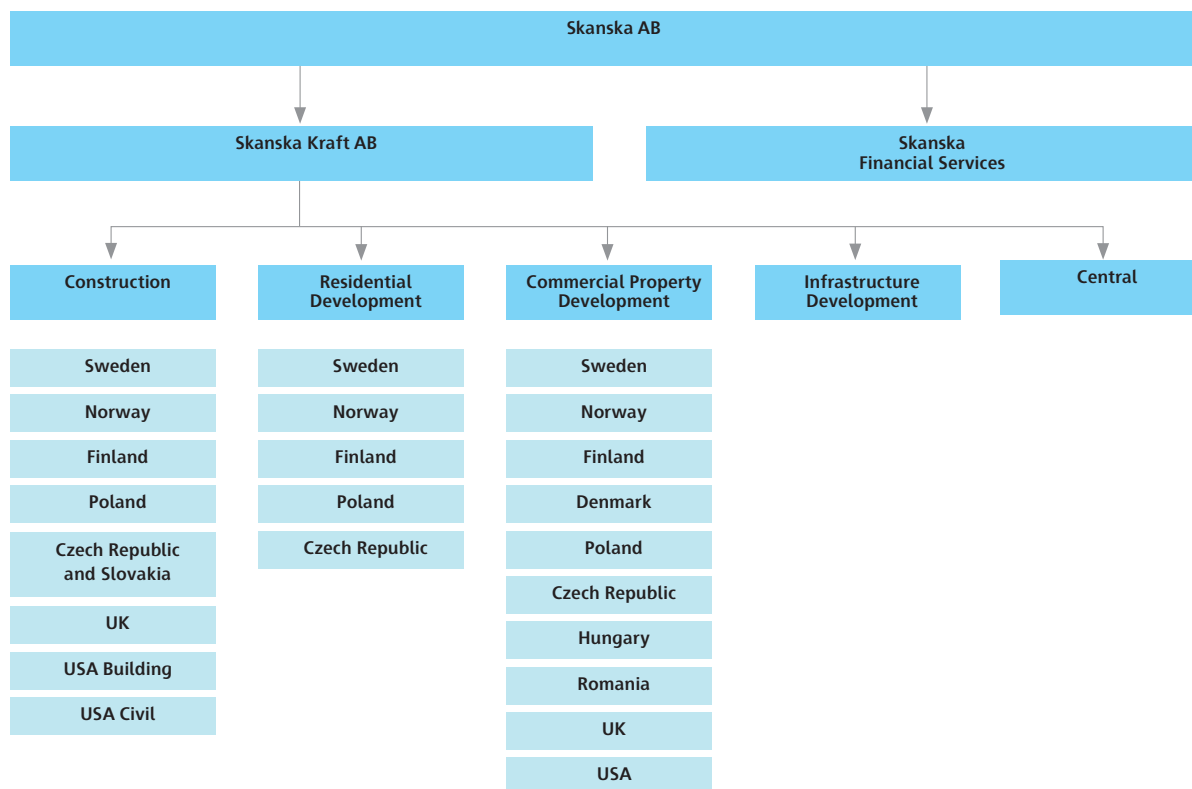 Skanska AB
Skanska Kraft AB
Skanska
Financial Services
Construction
Residential
Development
Commercial Property
Development
Infrastructure
Development
Central
Sweden
Norway
Finland
Poland
Czech Republic
and Slovakia
UK
USA Building
USA Civil
Sweden
Norway
Finland
Poland
Czech Republic
Sweden
Norway
Finland
Denmark
Poland
Czech Republic
Hungary
Romania
UK
USA